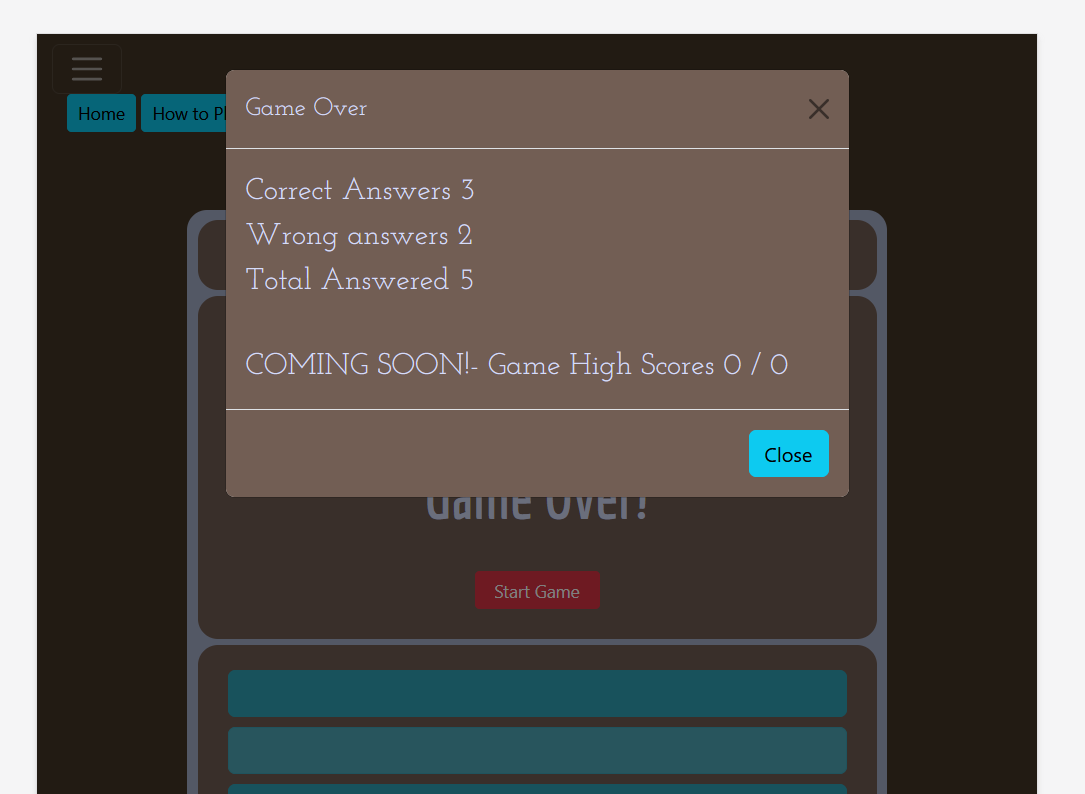 Home
How to Pl
Game Over
Correct Answers 3
Wrong answers 2
Total Answered 5
COMING SOON!- Game High Scores 0 / 0
Close
Game Over!
Start Game